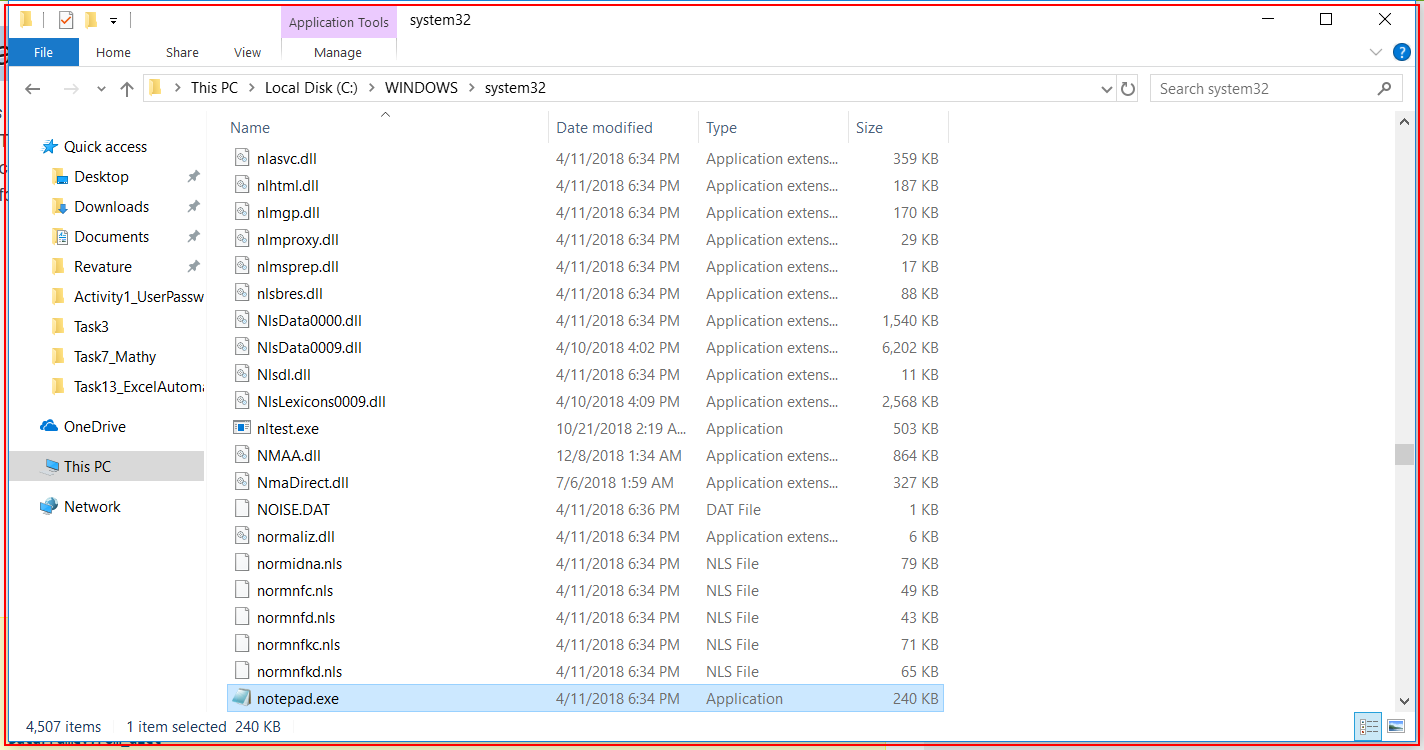 Application Tools system32
File Home Share View Manage
This PC > Local Disk (C:) > WINDOWS > system32 Search system32
Quick access
Desktop
Downloads
Documents
Revature
Activity1_UserPassw
Task3
Task7_Mathy
Task13_ExcelAutoma
OneDrive
This PC
Network
Name Date modified Type Size
nlasvc.dll 4/11/2018 6:34 PM Application extens... 359 KB
nlhtml.dll 4/11/2018 6:34 PM Application extens... 187 KB
nlmgp.dll 4/11/2018 6:34 PM Application extens... 170 KB
nlmproxy.dll 4/11/2018 6:34 PM Application extens... 29 KB
nlmsprep.dll 4/11/2018 6:34 PM Application extens... 17 KB
nlsbres.dll 4/11/2018 6:34 PM Application extens... 88 KB
NlsData0000.dll 4/11/2018 6:34 PM Application extens... 1,540 KB
NlsData0009.dll 4/10/2018 4:02 PM Application extens... 6,202 KB
Nlsdl.dll 4/11/2018 6:34 PM Application extens... 11 KB
NlsLexicons0009.dll 4/10/2018 4:09 PM Application extens... 2,568 KB
nltest.exe 10/21/2018 2:19 A... Application 503 KB
NMAA.dll 12/8/2018 1:34 AM Application extens... 864 KB
NmaDirect.dll 7/6/2018 1:59 AM Application extens... 327 KB
NOISE.DAT 4/11/2018 6:36 PM DAT File 1 KB
normaliz.dll 4/11/2018 6:34 PM Application extens... 6 KB
normidna.nls 4/11/2018 6:34 PM NLS File 79 KB
normnfc.nls 4/11/2018 6:34 PM NLS File 49 KB
normnfd.nls 4/11/2018 6:34 PM NLS File 43 KB
normnfkc.nls 4/11/2018 6:34 PM NLS File 71 KB
normnfkd.nls 4/11/2018 6:34 PM NLS File 65 KB
notepad.exe 4/11/2018 6:34 PM Application 240 KB
4,507 items 1 item selected 240 KB